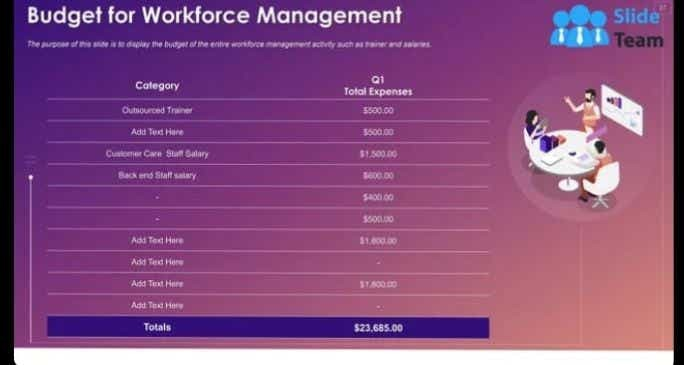 Budget for Workforce Management
Slide
Team
The purpose of this slide is to display the budget of the entire workforce management activity such as trainer and salaries.
Category
Q1
Total Expenses
Outsourced Trainer $500.00
Add Text Here $500.00
Customer Care Staff Salary $1,500.00
Back end Staff salary $600.00
- $400.00
- $500.00
Add Text Here $1,800.00
Add Text Here -
Add Text Here $1,800.00
Add Text Here -
Totals $23,685.00